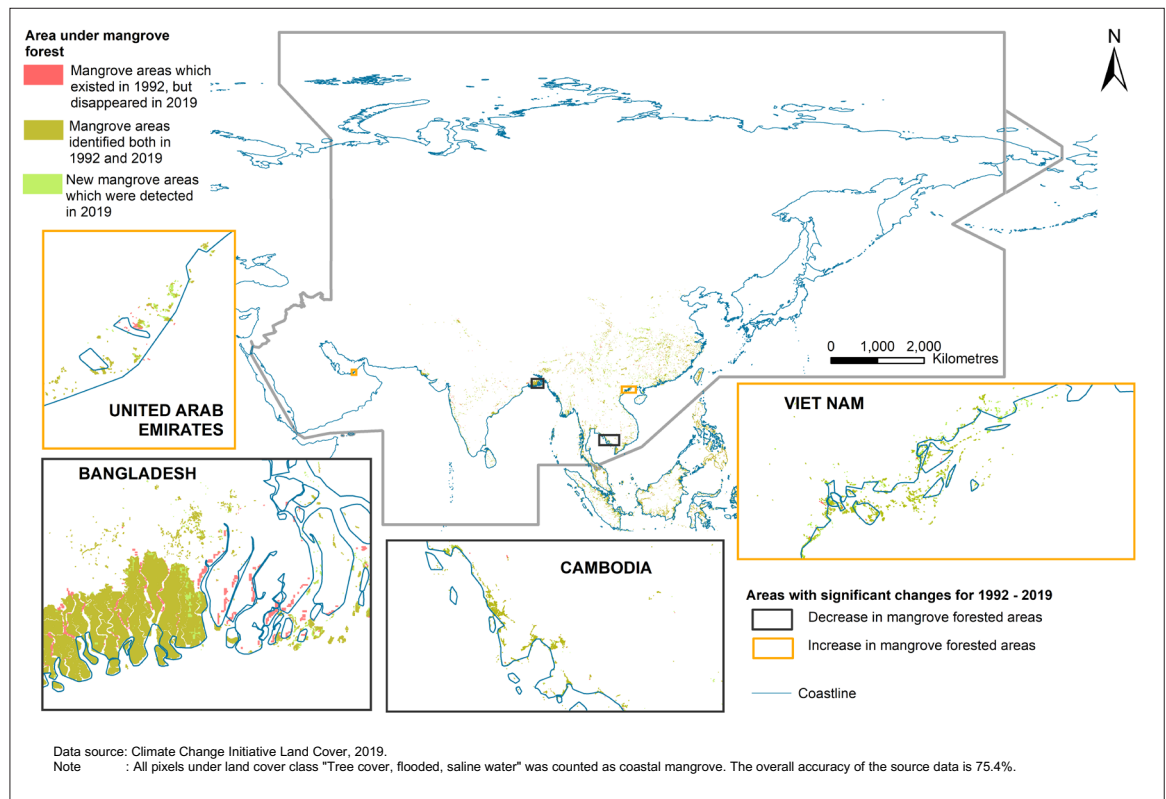 Area under mangrove
forest
Mangrove areas which
existed in 1992, but
disappeared in 2019
Mangrove areas
identified both in
1992 and 2019
New mangrove areas
which were detected
in 2019
N
0 1,000 2,000
Kilometres
UNITED ARAB
EMIRATES
BANGLADESH
CAMBODIA
VIET NAM
Areas with significant changes for 1992 - 2019
Decrease in mangrove forested areas
Increase in mangrove forested areas
Coastline
Data source: Climate Change Initiative Land Cover, 2019.
Note : All pixels under land cover class "Tree cover, flooded, saline water" was counted as coastal mangrove. The overall accuracy of the source data is 75.4%.